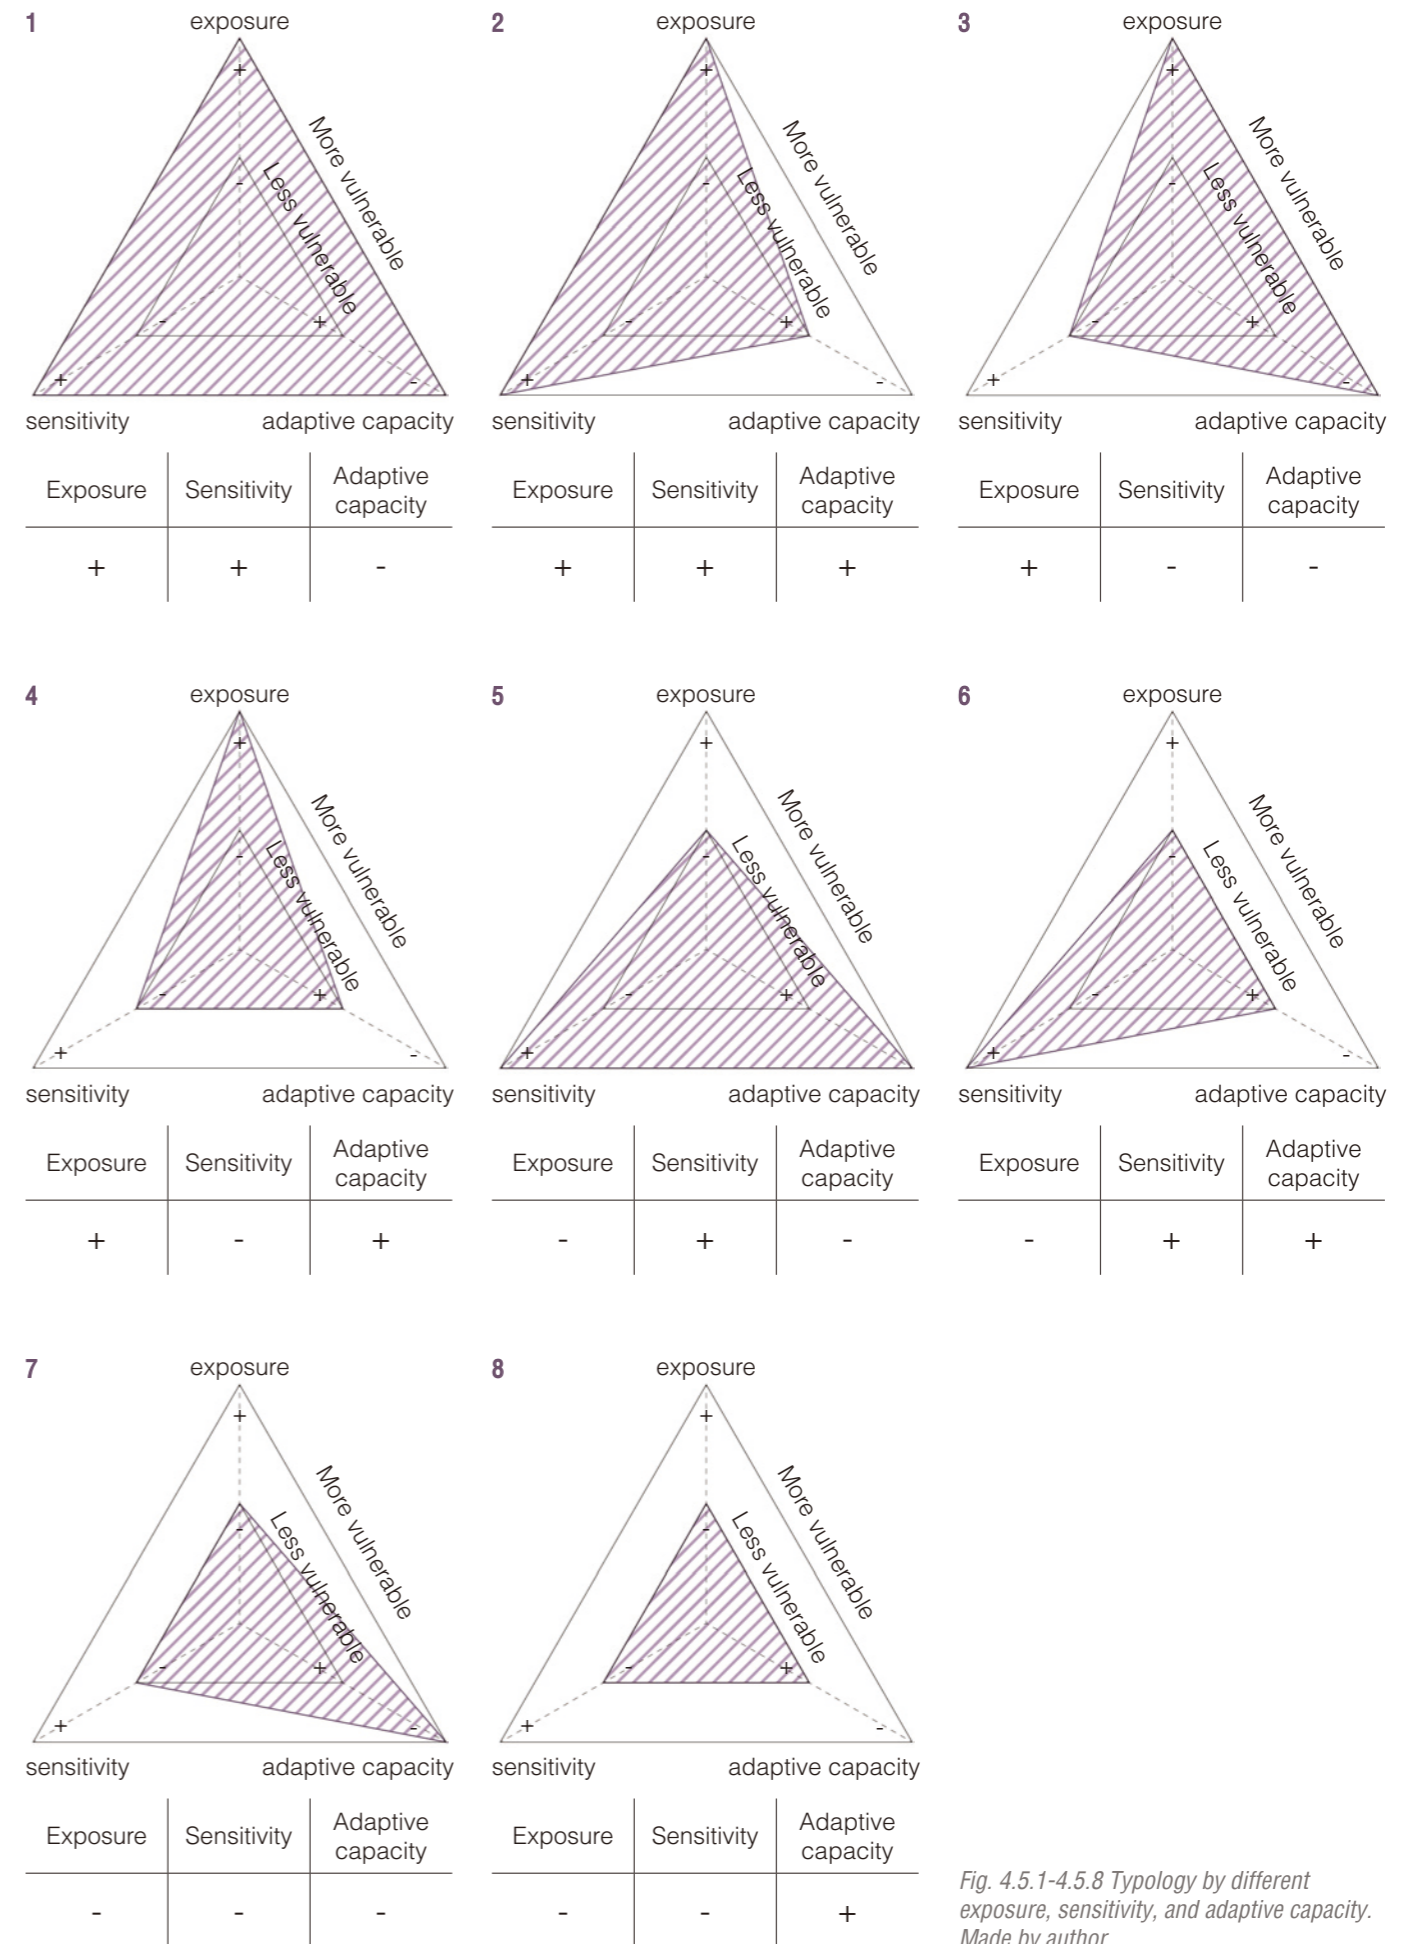 1
exposure
+
-
More vulnerable
Less vulnerable
- +
+ -
sensitivity adaptive capacity
Exposure Sensitivity Adaptive
capacity
+ + -
2
exposure
+
-
More vulnerable
Less vulnerable
- +
+ -
sensitivity adaptive capacity
Exposure Sensitivity Adaptive
capacity
+ + +
3
exposure
+
-
More vulnerable
Less vulnerable
- +
+ -
sensitivity adaptive capacity
Exposure Sensitivity Adaptive
capacity
+ - -
4
exposure
+
-
More vulnerable
Less vulnerable
- +
+ -
sensitivity adaptive capacity
Exposure Sensitivity Adaptive
capacity
+ - +
5
exposure
+
-
More vulnerable
Less vulnerable
- +
+ -
sensitivity adaptive capacity
Exposure Sensitivity Adaptive
capacity
- + -
6
exposure
+
-
More vulnerable
Less vulnerable
- +
+ -
sensitivity adaptive capacity
Exposure Sensitivity Adaptive
capacity
- + +
7
exposure
+
-
More vulnerable
Less vulnerable
- +
+ -
sensitivity adaptive capacity
Exposure Sensitivity Adaptive
capacity
- - -
8
exposure
+
-
More vulnerable
Less vulnerable
- +
+ -
sensitivity adaptive capacity
Exposure Sensitivity Adaptive
capacity
- - +
Fig. 4.5.1-4.5.8 Typology by different
exposure, sensitivity, and adaptive capacity.
Made by author